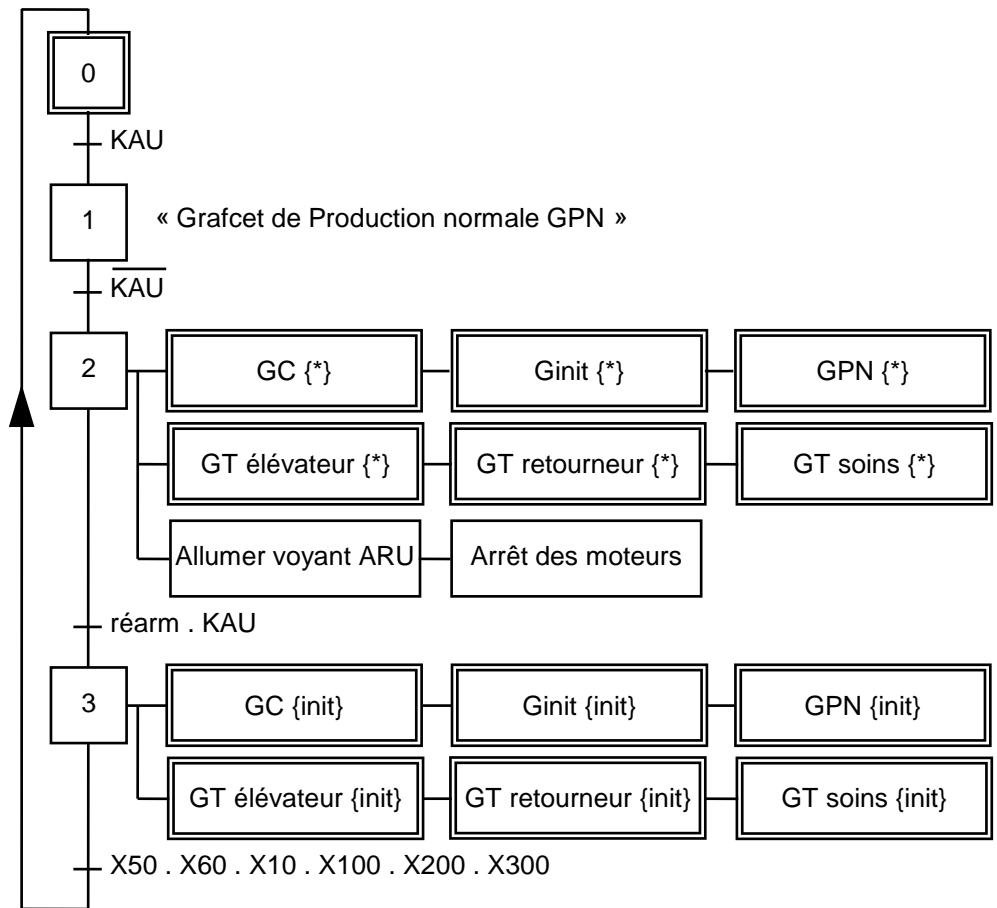 0
KAU
1 « Grafcet de Production normale GPN »
K̅A̅U̅
2 GC {*} Ginit {*} GPN {*}
GT élévateur {*} GT retourneur {*} GT soins {*}
Allumer voyant ARU Arrêt des moteurs
réarm . KAU
3 GC {init} Ginit {init} GPN {init}
GT élévateur {init} GT retourneur {init} GT soins {init}
X50 . X60 . X10 . X100 . X200 . X300